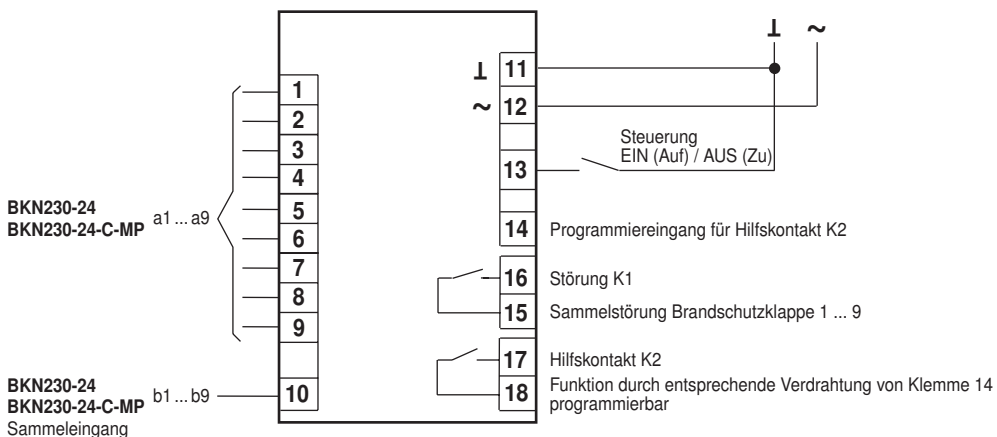 ⊥ ~
⊥ 11
~ 12
Steuerung
EIN (Auf) / AUS (Zu)
13
14 Programmiereingang für Hilfskontakt K2
16 Störung K1
15 Sammelstörung Brandschutzklappe 1 ... 9
17 Hilfskontakt K2
18 Funktion durch entsprechende Verdrahtung von Klemme 14
programmierbar
1
2
3
4
5
6
7
8
9
10
BKN230-24
BKN230-24-C-MP a1 ... a9
BKN230-24
BKN230-24-C-MP b1 ... b9
Sammeleingang